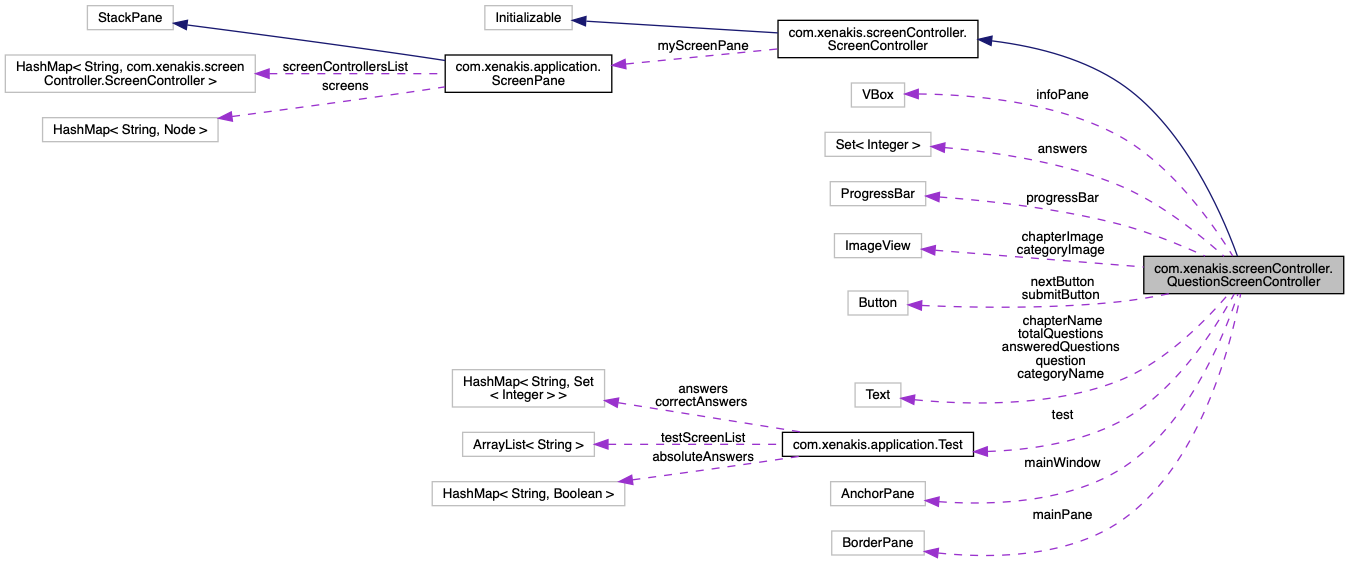 StackPane
Initializable
com.xenakis.screenController.
ScreenController
myScreenPane
HashMap< String, com.xenakis.screen
Controller.ScreenController >
screenControllersList
com.xenakis.application.
ScreenPane
screens
HashMap< String, Node >
VBox
infoPane
Set< Integer >
answers
ProgressBar
progressBar
ImageView
chapterImage
categoryImage
com.xenakis.screenController.
QuestionScreenController
Button
nextButton
submitButton
chapterName
totalQuestions
answeredQuestions
question
categoryName
Text
HashMap< String, Set
< Integer > >
answers
correctAnswers
test
ArrayList< String >
testScreenList
com.xenakis.application.Test
absoluteAnswers
HashMap< String, Boolean >
mainWindow
AnchorPane
mainPane
BorderPane